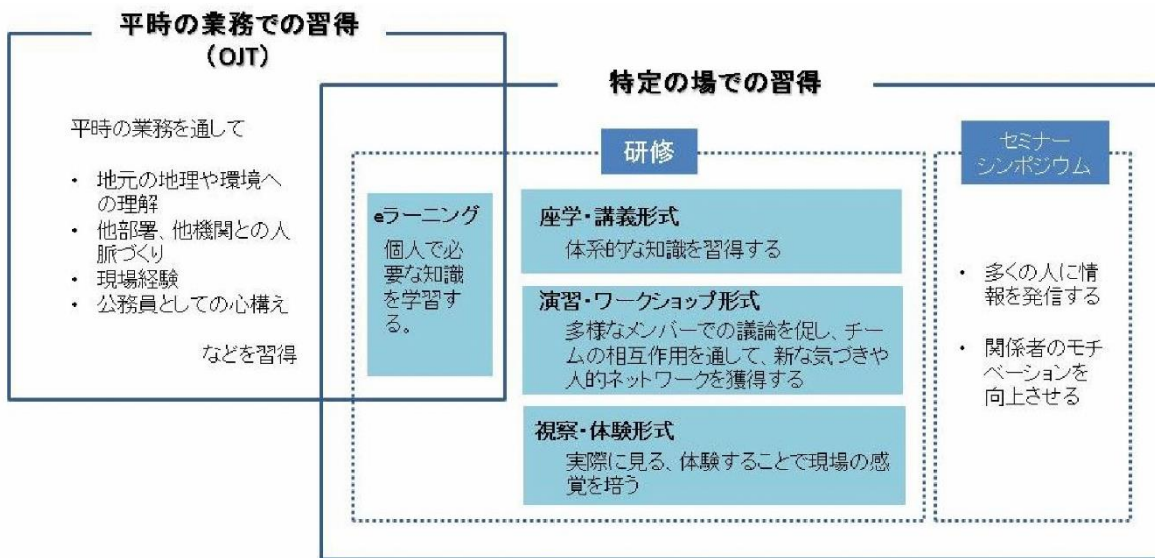 平時の業務での習得
（OJT）
平時の業務を通して
・ 地元の地理や環境へ
の理解
・ 他部署、他機関との人
脈づくり
・ 現場経験
・ 公務員としての心構え
などを習得
特定の場での習得
研修
eラーニング
個人で必
要な知識
を学習す
る。
座学・講義形式
体系的な知識を習得する
演習・ワークショップ形式
多様なメンバーでの議論を促し、チー
ムの相互作用を通して、新な気づきや
人的ネットワークを獲得する
視察・体験形式
実際に見る、体験することで現場の感
覚を培う
セミナー
シンポジウム
・ 多くの人に情
報を発信する
・ 関係者のモチ
ベーションを
向上させる